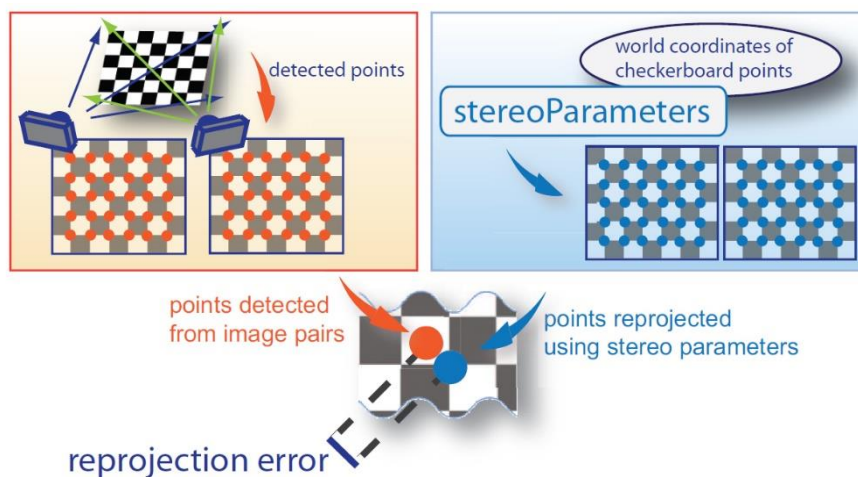 detected points
world coordinates of
checkerboard points
stereoParameters
points detected
from image pairs
points reprojected
using stereo parameters
reprojection error